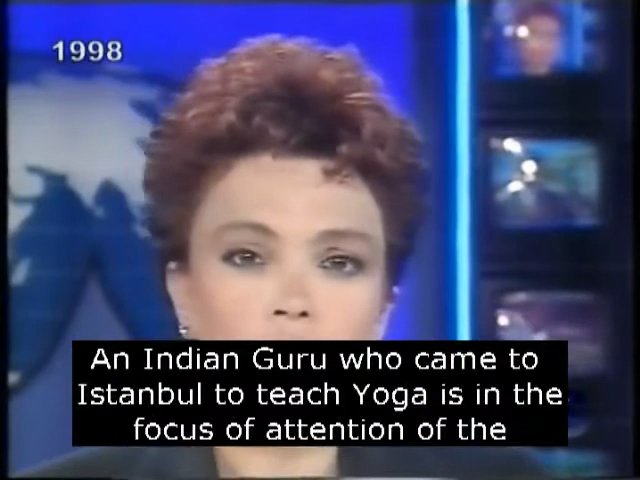 1998
An Indian Guru who came to
Istanbul to teach Yoga is in the
focus of attention of the